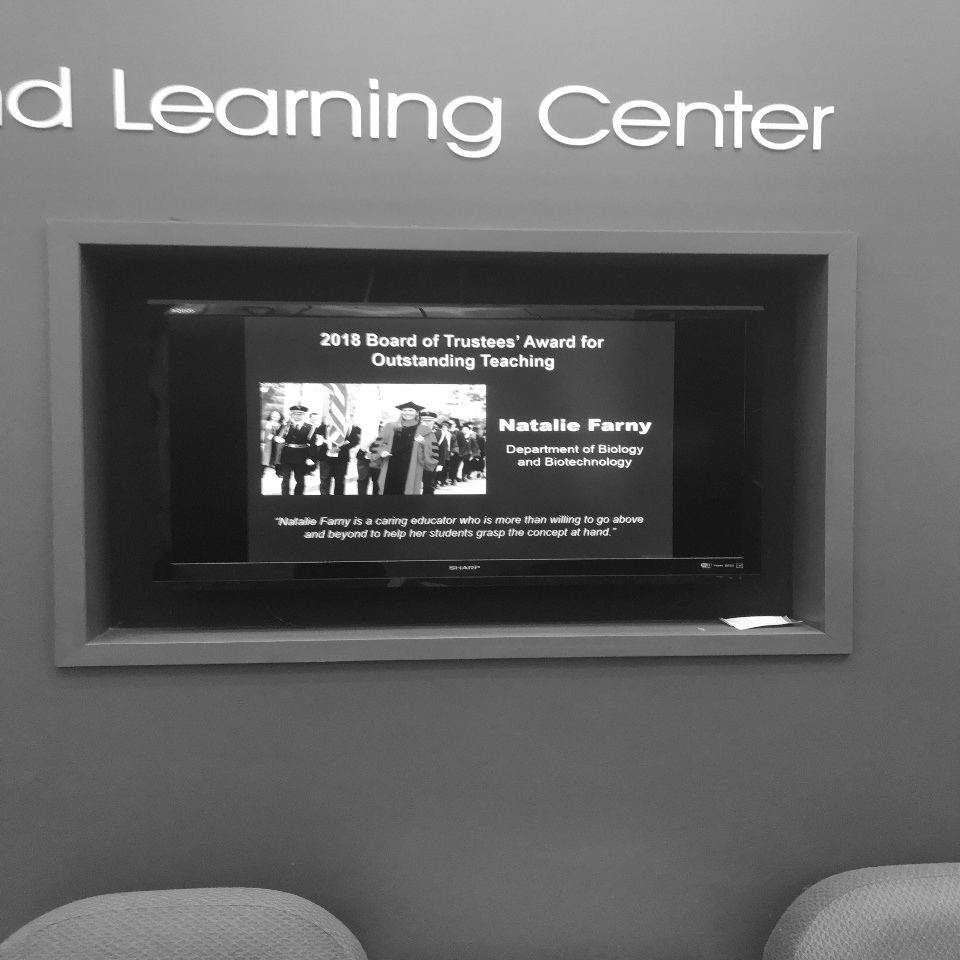 nd Learning Center
AQUOS
2018 Board of Trustees' Award for
Outstanding Teaching
Natalie Farny
Department of Biology
and Biotechnology
"Natalie Farny is a caring educator who is more than willing to go above
and beyond to help her students grasp the concept at hand."
SHARP